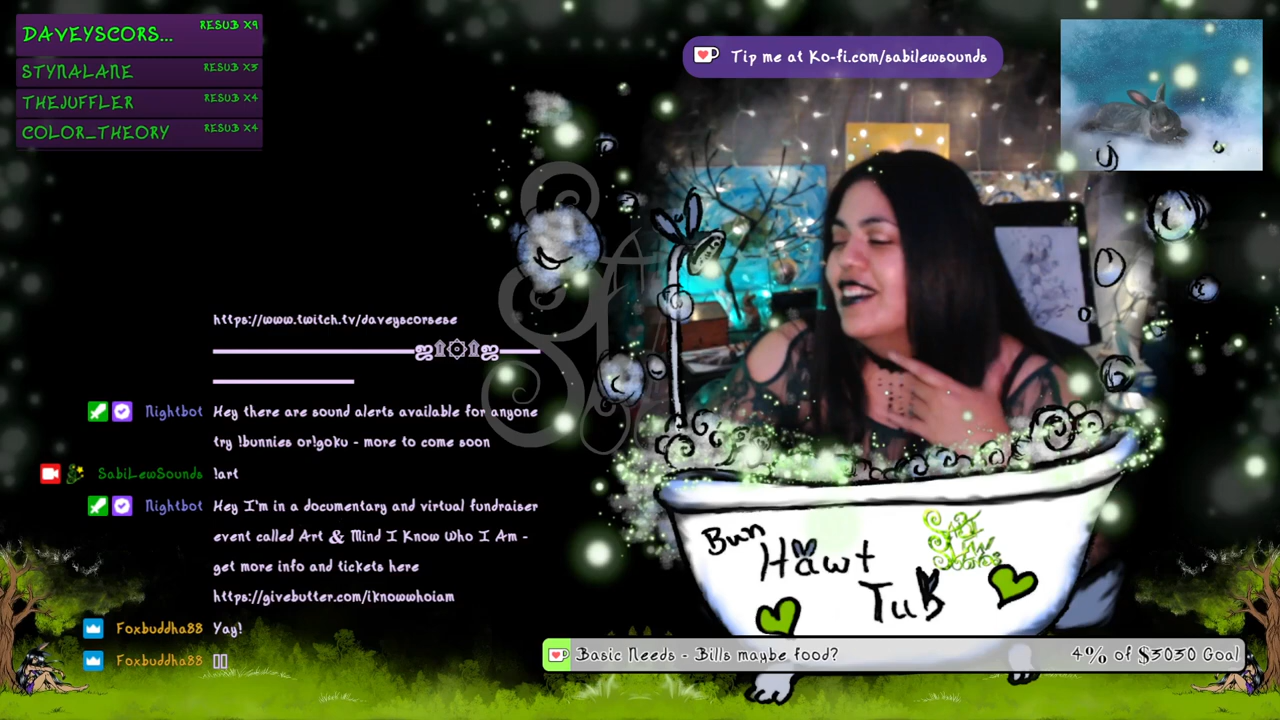 DAVEYSCORS... RESUB X9
STYNALANE RESUB X5
THEJUFFLER RESUB X4
COLOR_THEORY RESUB X4
Tip me at Ko-fi.com/sabilewsounds
https://www.twitch.tv/daveyscorsese
Nightbot Hey there are sound alerts available for anyone
try !bunnies or!goku - more to come soon
SabiLewSounds !art
Nightbot Hey I'm in a documentary and virtual fundraiser
event called Art & Mind I Know Who I Am -
get more info and tickets here
https://givebutter.com/iknowwhoiam
Foxbuddha88 Yay!
Foxbuddha88
Bun
Hawt
Tub
SABI
LEW
SOUNDS
Basic Needs - Bills maybe food? 4% of $3030 Goal